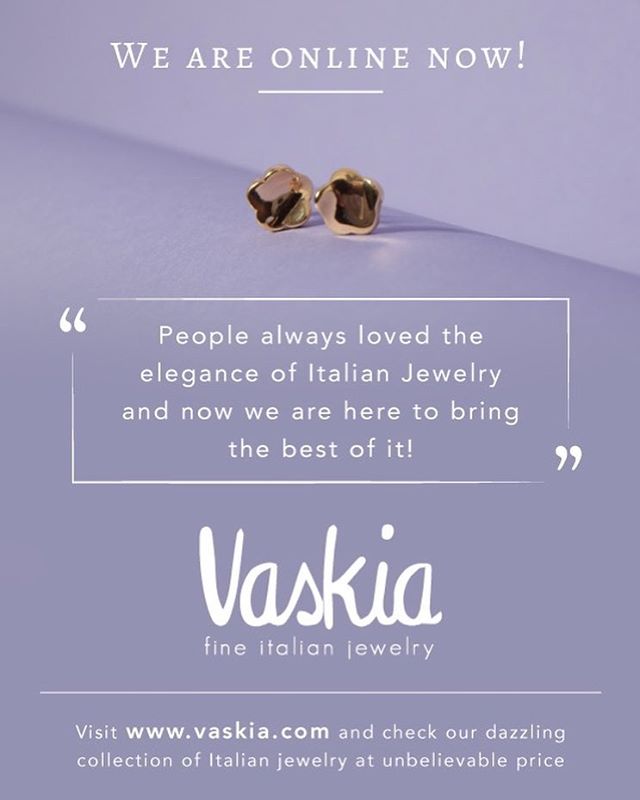 We are online now!
“
People always loved the
elegance of Italian Jewelry
and now we are here to bring
the best of it!
”
Vaskia
fine italian jewelry
Visit www.vaskia.com and check our dazzling
collection of Italian jewelry at unbelievable price